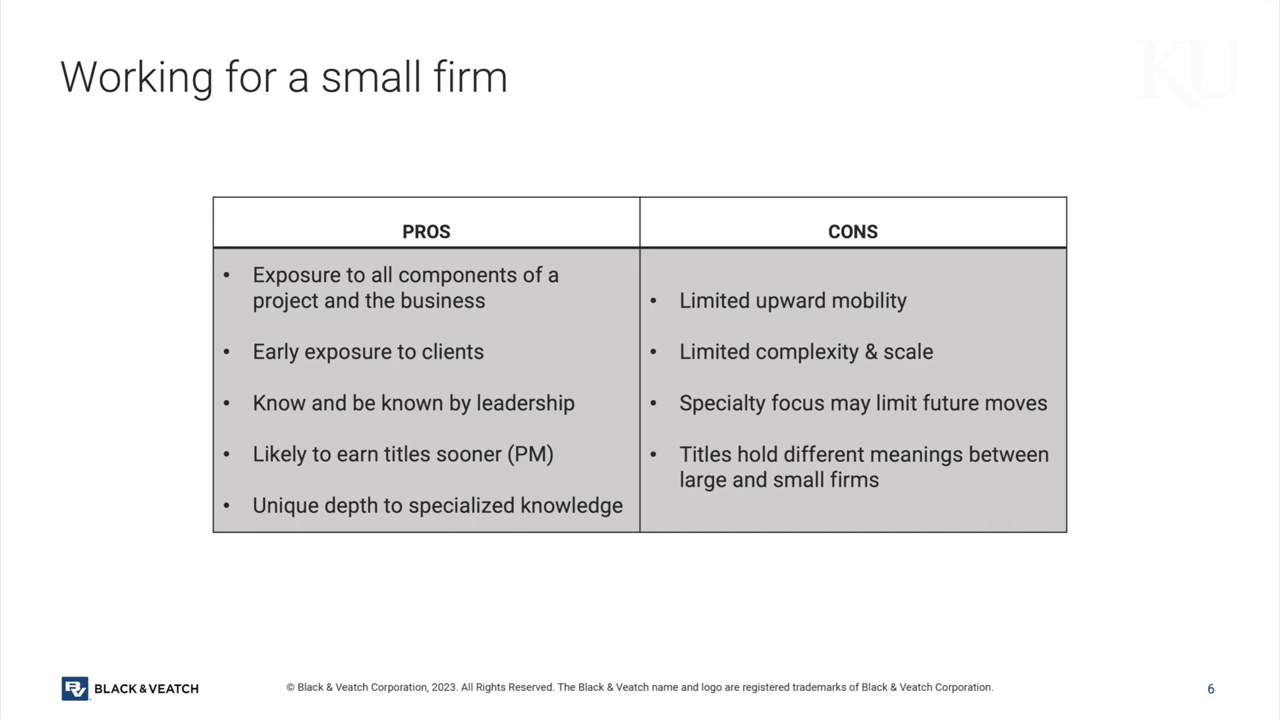 KU
Working for a small firm
PROS
CONS
• Exposure to all components of a
project and the business
• Early exposure to clients
• Know and be known by leadership
• Likely to earn titles sooner (PM)
• Unique depth to specialized knowledge
• Limited upward mobility
• Limited complexity & scale
• Specialty focus may limit future moves
• Titles hold different meanings between
large and small firms
BV BLACK & VEATCH
© Black & Veatch Corporation, 2023. All Rights Reserved. The Black & Veatch name and logo are registered trademarks of Black & Veatch Corporation.
6